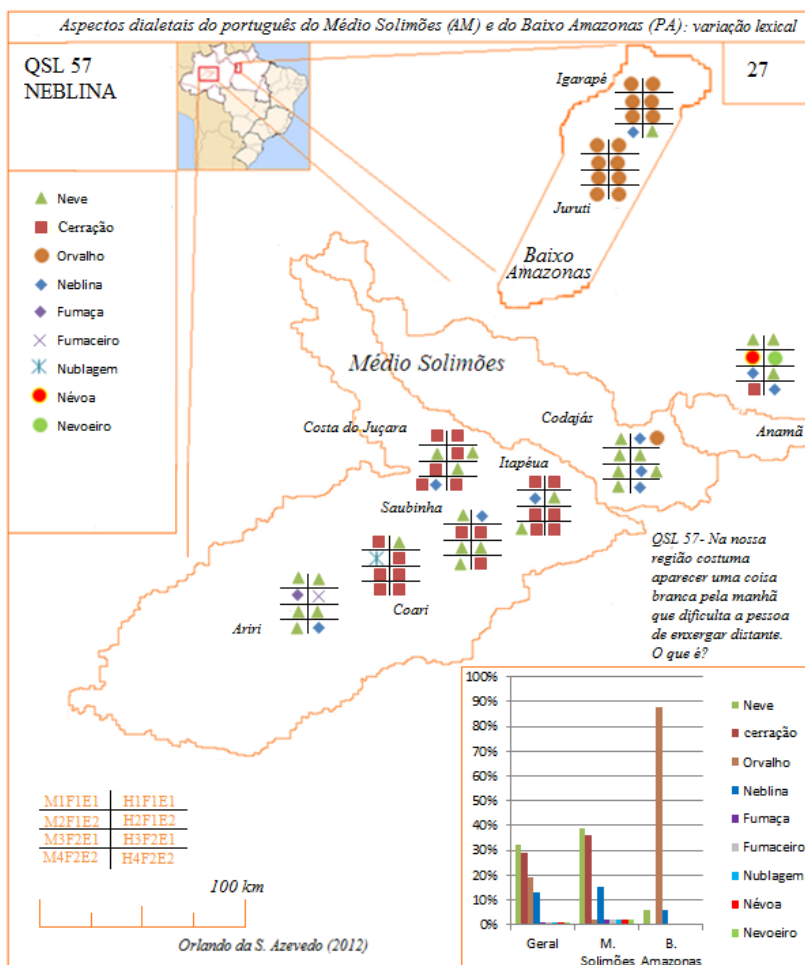 Aspectos dialetais do português do Médio Solimões (AM) e do Baixo Amazonas (PA): variação lexical
QSL 57
NEBLINA
27
Igarapé
Juruti
Baixo
Amazonas
Neve
Cerração
Orvalho
Neblina
Fumaça
Fumaceiro
Nublagem
Névoa
Nevoeiro
Médio Solimões
Costa do Juçara
Codajás
Anamã
Itapéua
Saubinha
Coari
Ariri
QSL 57- Na nossa
região costuma
aparecer uma coisa
branca pela manhã
que dificulta a pessoa
de enxergar distante.
O que é?
100%
90%
80%
70%
60%
50%
40%
30%
20%
10%
0%
Geral
M.
Solimões
B.
Amazonas
Neve
cerração
Orvalho
Neblina
Fumaça
Fumaceiro
Nublagem
Névoa
Nevoeiro
M1F1E1 H1F1E1
M2F1E2 H2F1E2
M3F2E1 H3F2E1
M4F2E2 H4F2E2
100 km
Orlando da S. Azevedo (2012)